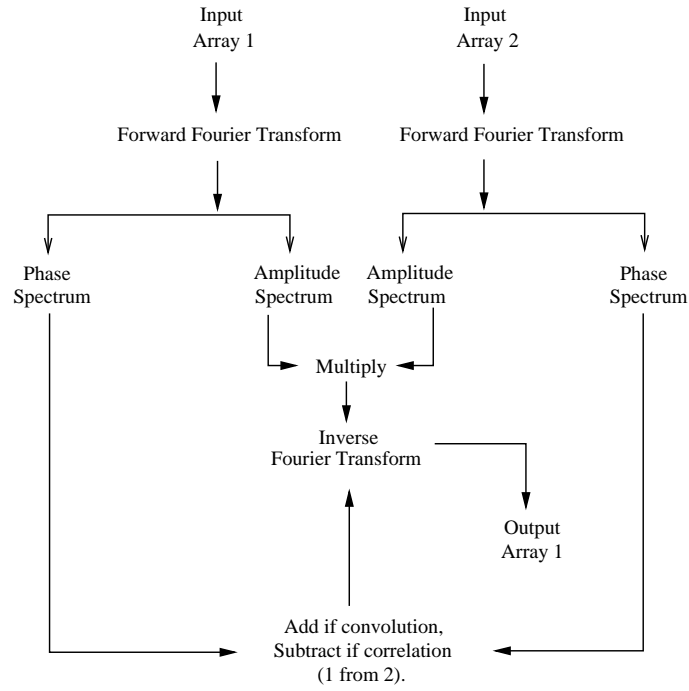 Input
Array 1
Input
Array 2
Forward Fourier Transform
Forward Fourier Transform
Phase
Spectrum
Amplitude
Spectrum
Amplitude
Spectrum
Phase
Spectrum
Multiply
Inverse
Fourier Transform
Output
Array 1
Add if convolution,
Subtract if correlation
(1 from 2).